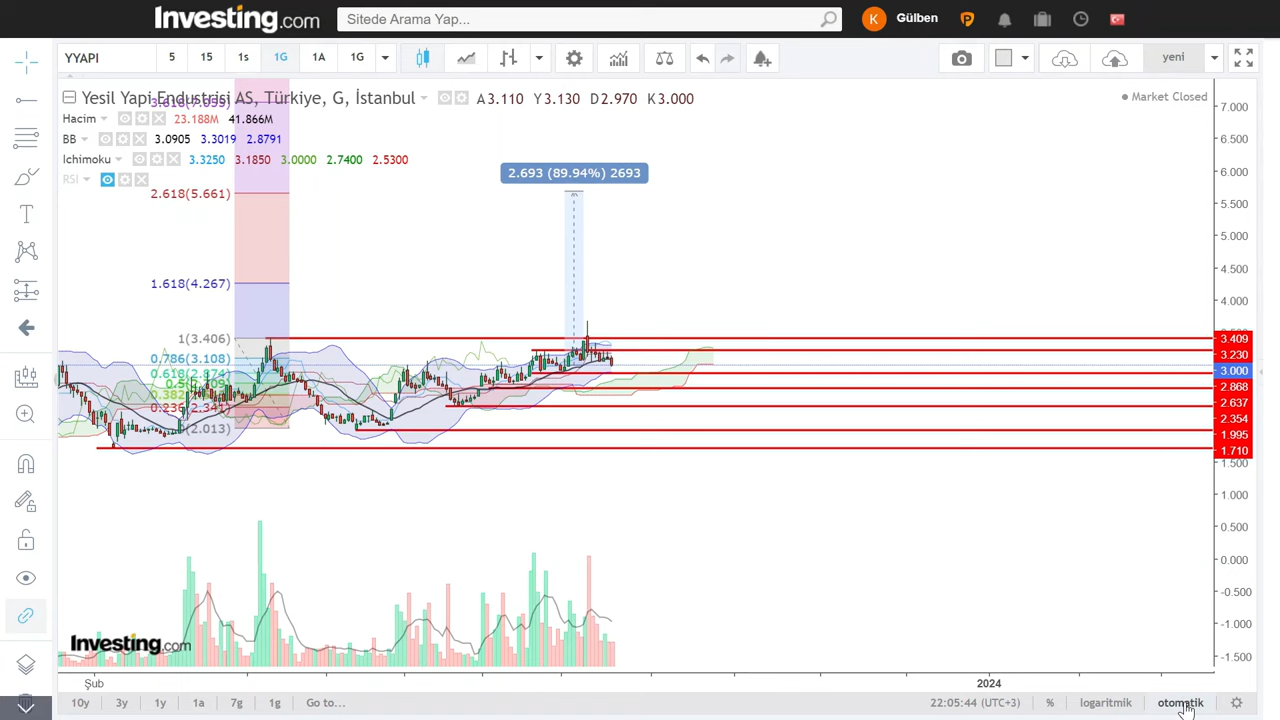 Investing.com
Sitede Arama Yap...
K Gülben
YYAPI 5 15 1s 1G 1A 1G yeni
Yesil Yapi Endustrisi AS, Türkiye, G, İstanbul A3.110 Y3.130 D2.970 K3.000
Market Closed
Hacim 23.188M 41.866M
BB 3.0905 3.3019 2.8791
Ichimoku 3.3250 3.1850 3.0000 2.7400 2.5300
RSI
2.693 (89.94%) 2693
2.618(5.661)
1.618(4.267)
1(3.406)
0.786(3.108)
0.618(2.874)
0.236(2.341)
(2.013)
7.000
6.500
6.000
5.500
5.000
4.500
4.000
3.409
3.230
3.000
2.868
2.637
2.354
1.995
1.710
1.500
1.000
0.500
0.000
-0.500
-1.000
-1.500
Investing.com
Şub 2024
10y 3y 1y 1a 7g 1g Go to... 22:05:44 (UTC+3) % logaritmik otomatik